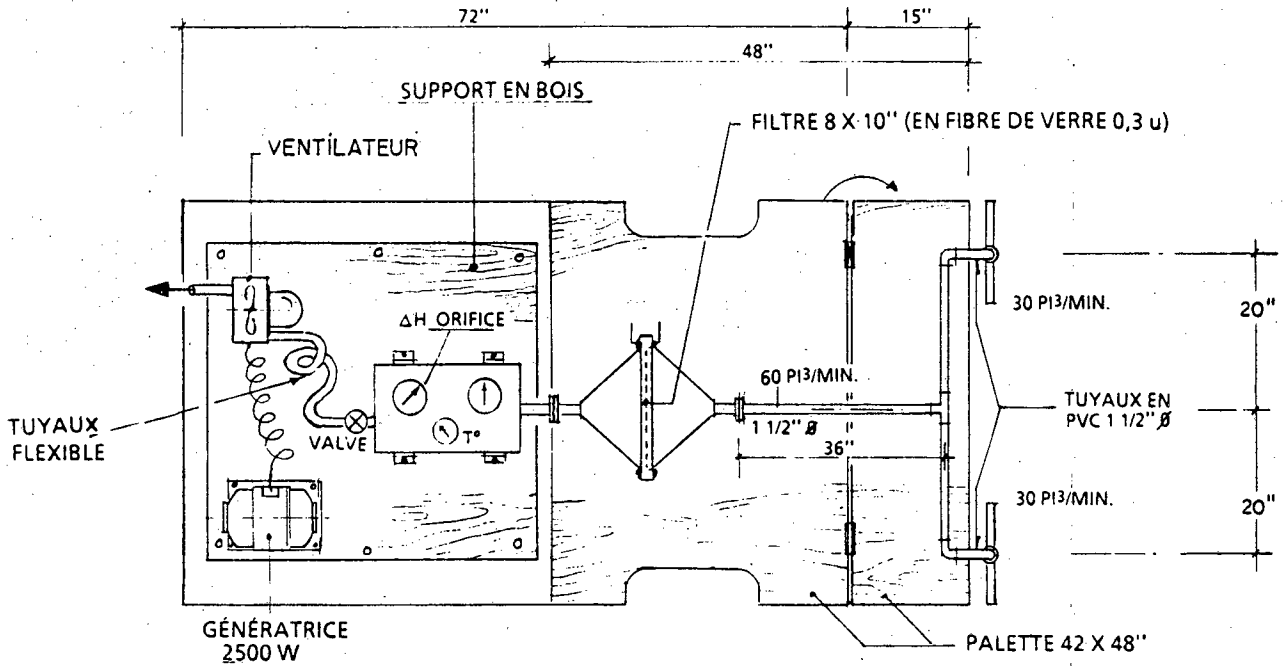 72''
15''
48''
SUPPORT EN BOIS
FILTRE 8 X 10'' (EN FIBRE DE VERRE 0,3 u)
VENTÍLATEUR
30 PI³/MIN.
20''
ΔH ORIFICE
60 PI³/MIN.
TUYAUX EN
PVC 1 1/2'' Ø
TUYAUX
FLEXIBLE
VALVE
T°
1 1/2'' Ø
36''
30 PI³/MIN.
20''
GÉNÉRATRICE
2500 W
PALETTE 42 X 48''